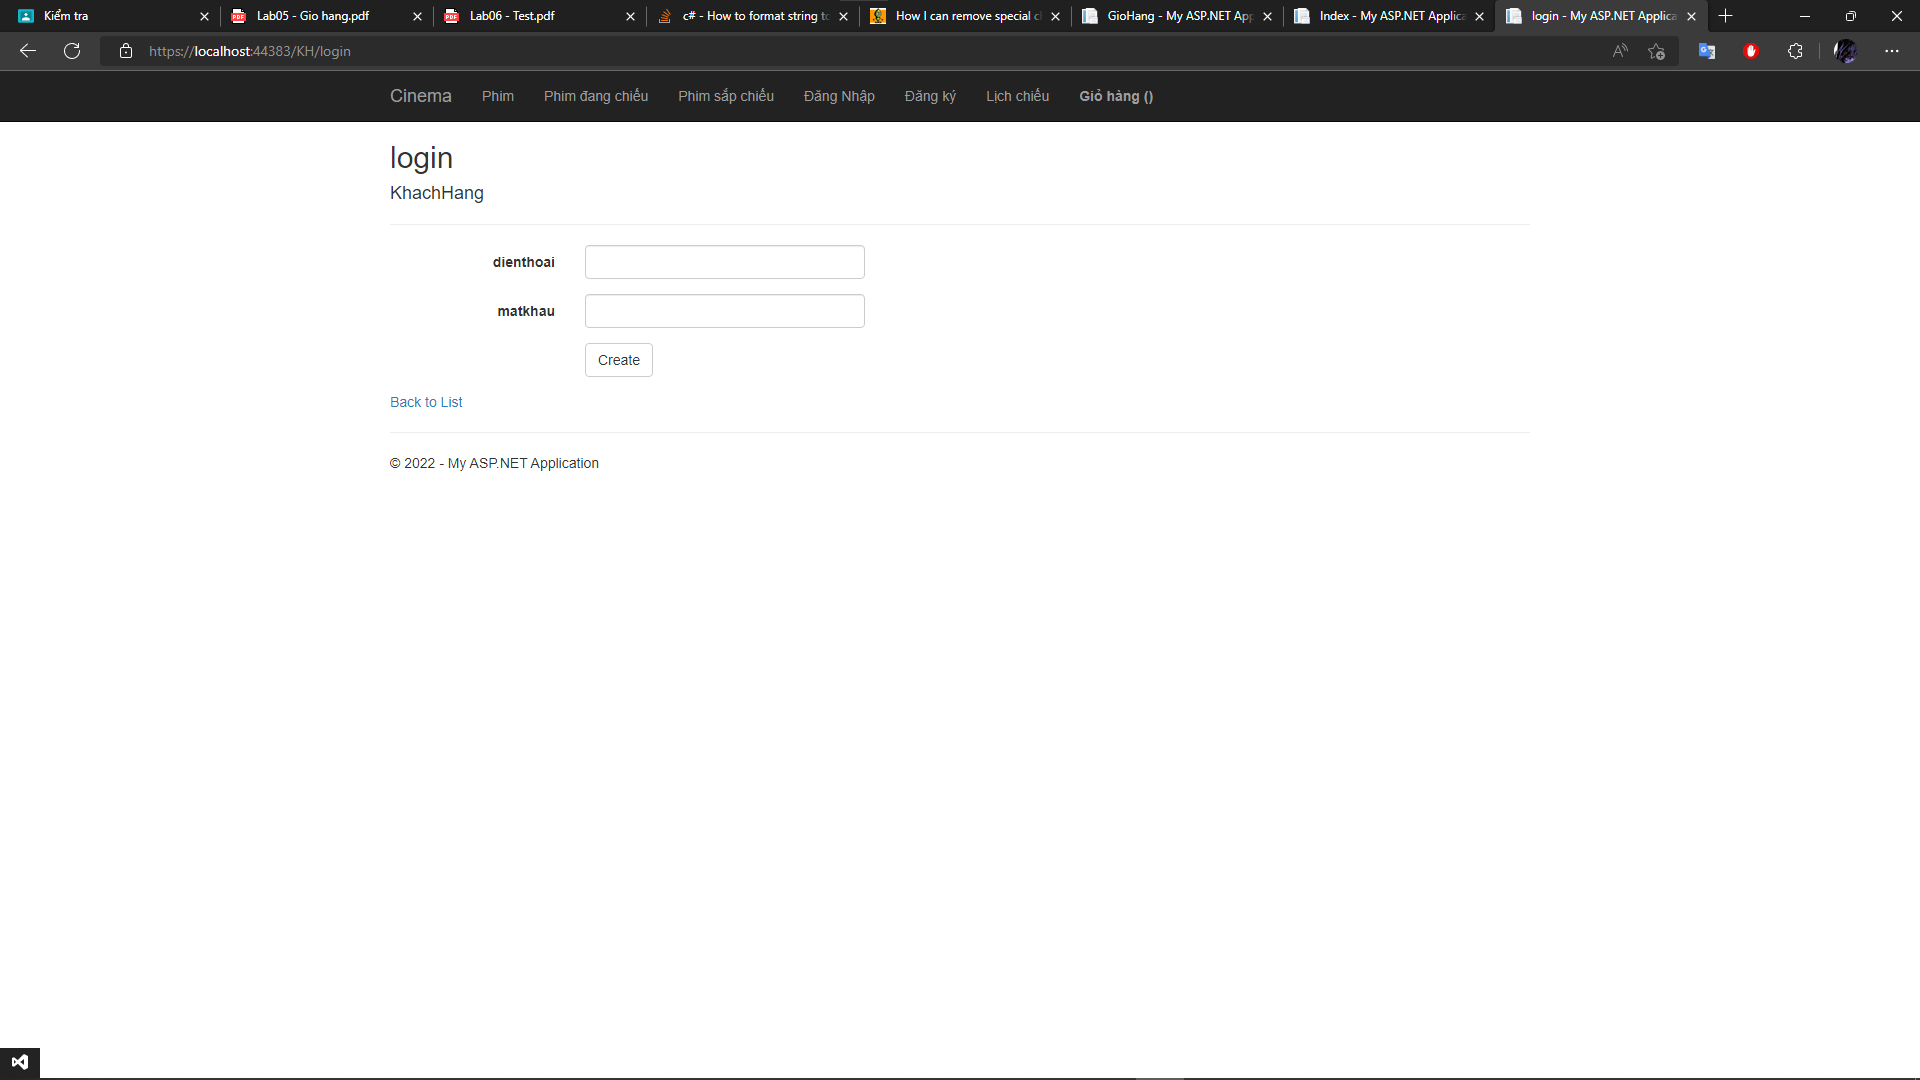 Kiểm tra
Lab05 - Gio hang.pdf
Lab06 - Test.pdf
c# - How to format string to
How I can remove special c
GioHang - My ASP.NET App
Index - My ASP.NET Applica
login - My ASP.NET Applica
https://localhost:44383/KH/login
Cinema
Phim
Phim đang chiếu
Phim sắp chiếu
Đăng Nhập
Đăng ký
Lịch chiếu
Giỏ hàng ()
login
KhachHang
dienthoai
matkhau
Create
Back to List
© 2022 - My ASP.NET Application